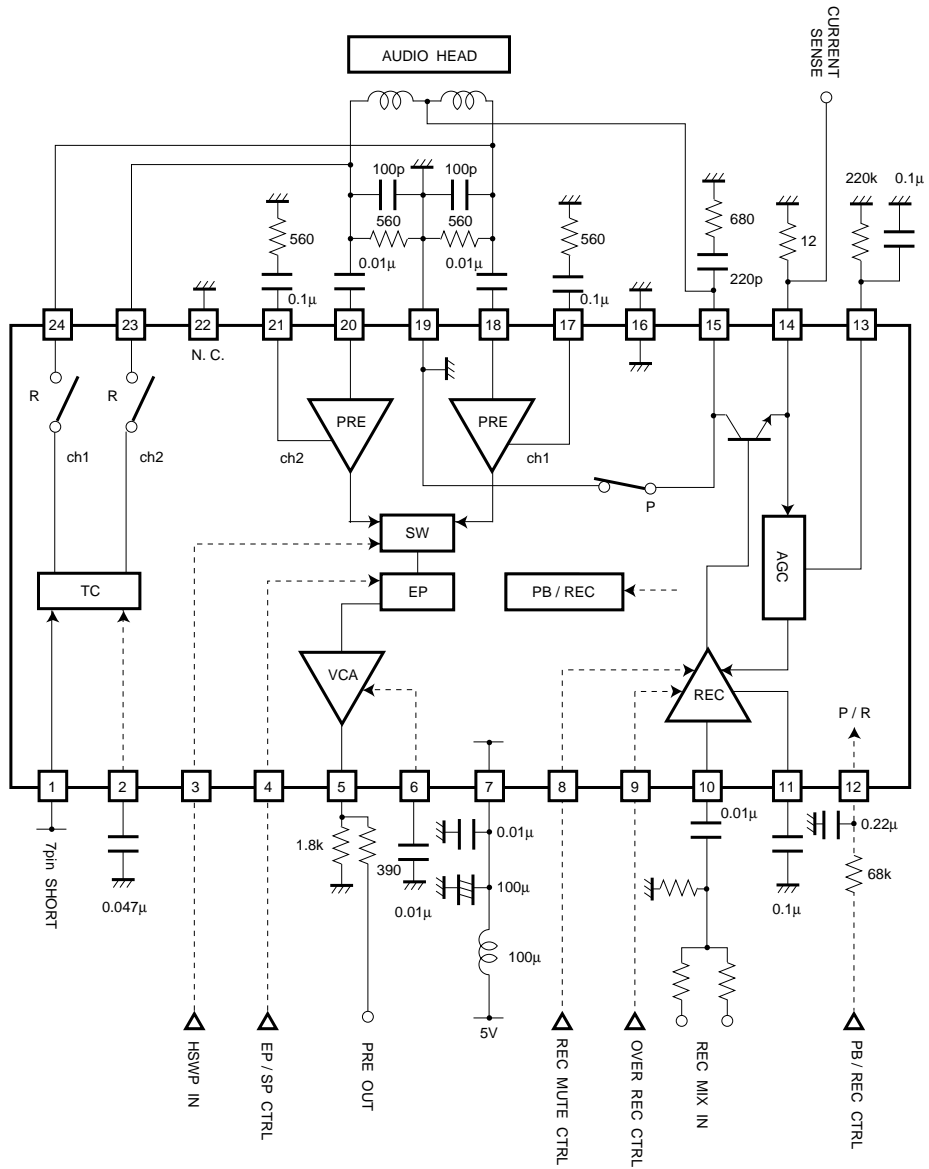 AUDIO HEAD
CURRENT SENSE
100p
100p
220k
0.1µ
560
560
560
560
680
12
0.01µ
0.01µ
220p
0.1µ
0.1µ
24
23
22
21
20
19
18
17
16
15
14
13
N. C.
R
R
PRE
PRE
ch1
ch2
ch2
ch1
P
SW
AGC
TC
EP
PB / REC
VCA
REC
P / R
1
2
3
4
5
6
7
8
9
10
11
12
7pin SHORT
0.047µ
1.8k
390
0.01µ
0.01µ
100µ
100µ
5V
0.01µ
0.1µ
0.22µ
68k
HSWP IN
EP / SP CTRL
PRE OUT
REC MUTE CTRL
OVER REC CTRL
REC MIX IN
PB / REC CTRL